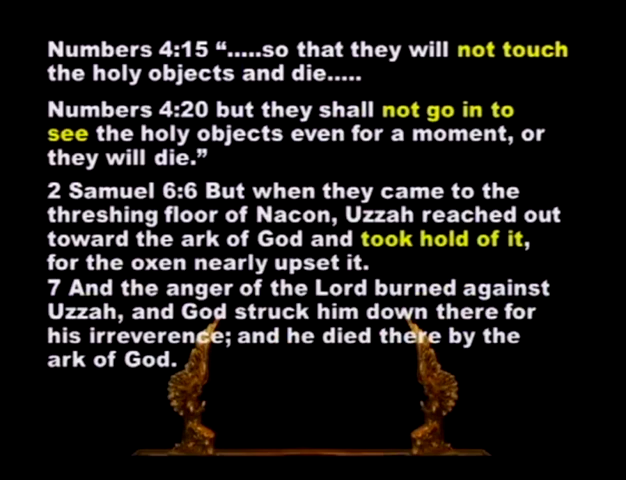 Numbers 4:15 “.....so that they will not touch
the holy objects and die.....
Numbers 4:20 but they shall not go in to
see the holy objects even for a moment, or
they will die.”
2 Samuel 6:6 But when they came to the
threshing floor of Nacon, Uzzah reached out
toward the ark of God and took hold of it,
for the oxen nearly upset it.
7 And the anger of the Lord burned against
Uzzah, and God struck him down there for
his irreverence; and he died there by the
ark of God.